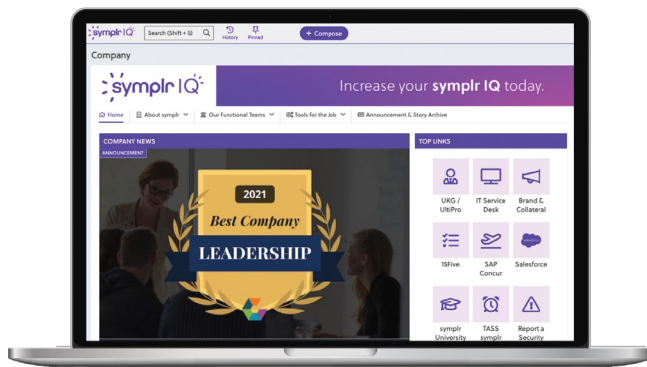 symplr IQ
Search (Shift + S)
History
Pinned
+ Compose
Company
symplr IQ
Increase your symplr IQ today.
Home
About symplr
Our Functional Teams
Tools for the Job
Announcement & Story Archive
COMPANY NEWS
ANNOUNCEMENT
2021
Best Company
LEADERSHIP
TOP LINKS
UKG /
UltiPro
IT Service
Desk
Brand &
Collateral
15Five
SAP
Concur
Salesforce
symplr
University
TASS
symplr
Report a
Security